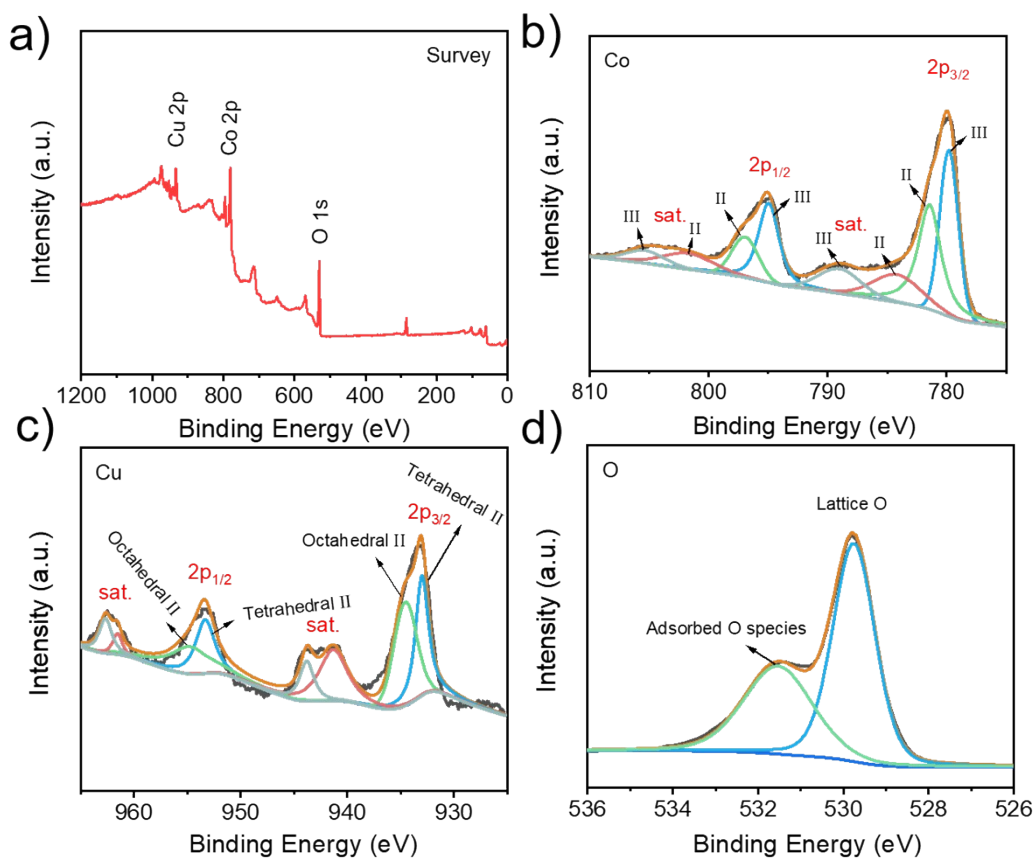 a)
Survey
Cu 2p
Co 2p
O 1s
Intensity (a.u.)
1200 1000 800 600 400 200 0
Binding Energy (eV)
b)
Co
2p3/2
III
II
2p1/2
II
III
III
sat.
II
III
sat.
II
Intensity (a.u.)
810 800 790 780
Binding Energy (eV)
c)
Cu
Tetrahedral II
2p3/2
Octahedral II
Octahedral II
2p1/2
Tetrahedral II
sat.
sat.
Intensity (a.u.)
960 950 940 930
Binding Energy (eV)
d)
O
Lattice O
Adsorbed O species
Intensity (a.u.)
536 534 532 530 528 526
Binding Energy (eV)